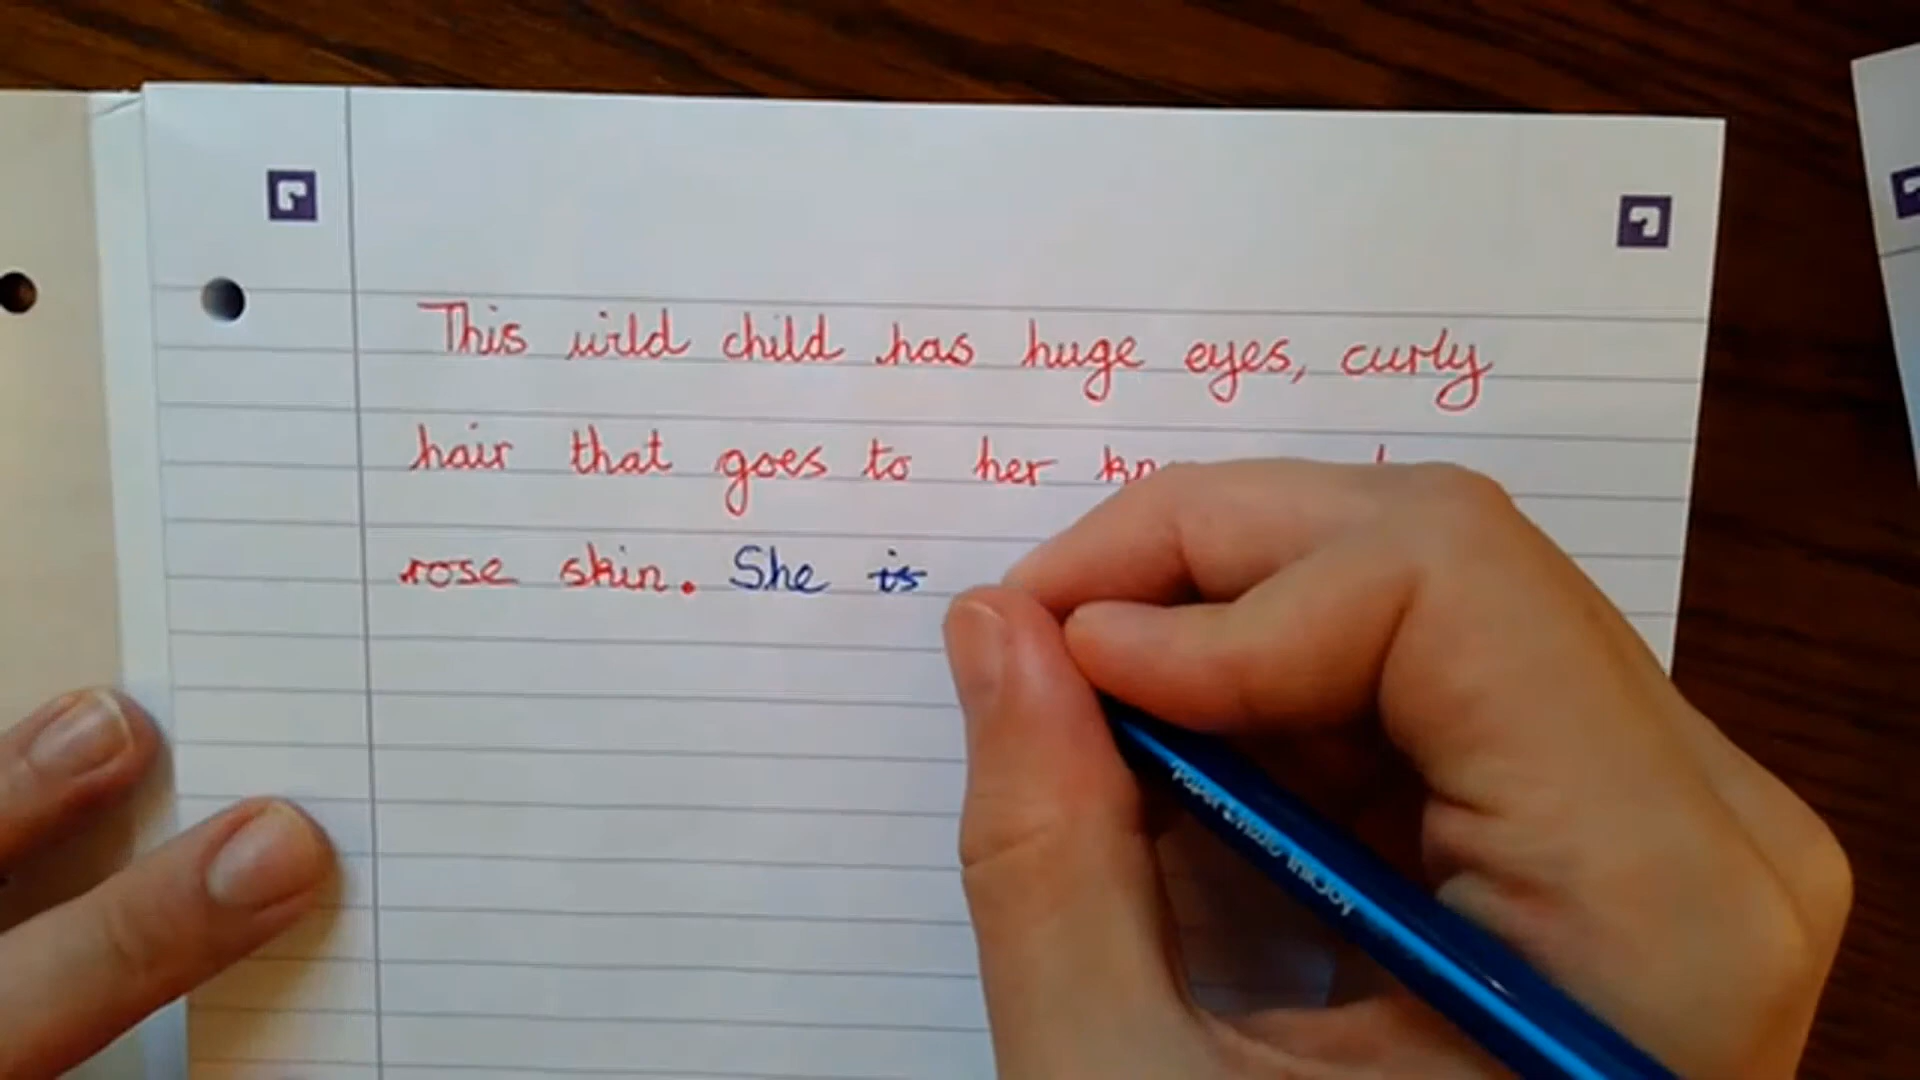 This wild child has huge eyes, curly
hair that goes to her
rose skin. She is